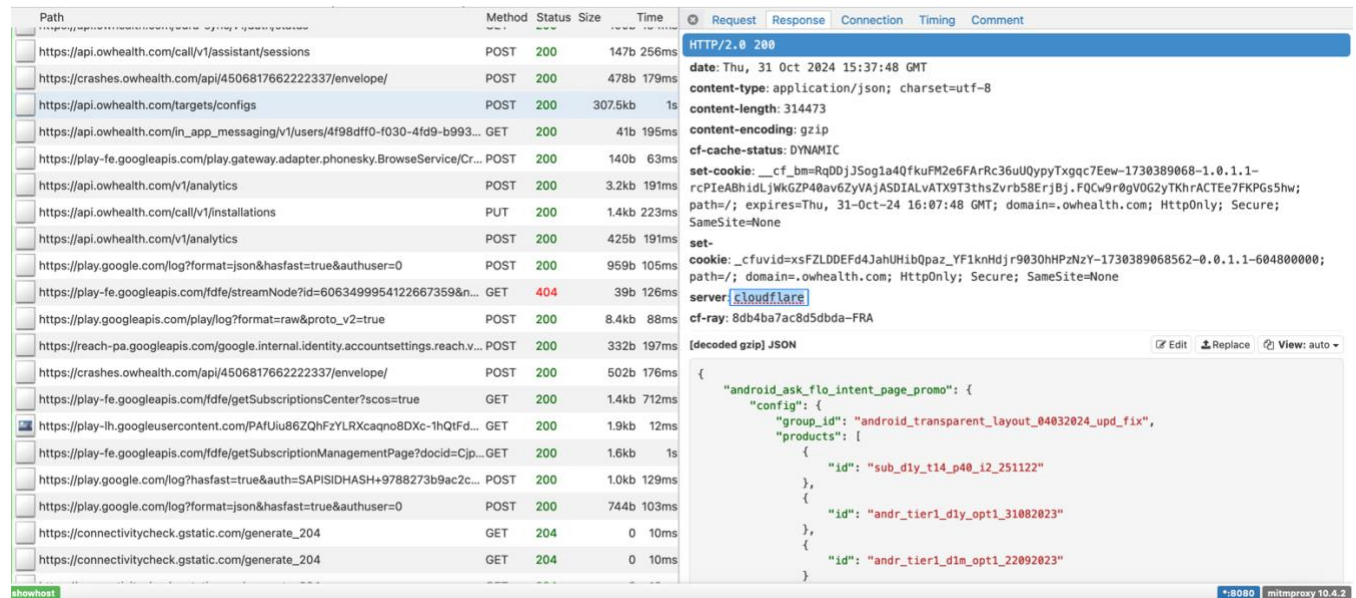 Path Method Status Size Time
https://api.owhealth.com/call/v1/assistant/sessions POST 200 147b 256ms
https://crashes.owhealth.com/api/4506817662222337/envelope/ POST 200 478b 179ms
https://api.owhealth.com/targets/configs POST 200 307.5kb 1s
https://api.owhealth.com/in_app_messaging/v1/users/4f98dff0-f030-4fd9-b993... GET 200 41b 195ms
https://play-fe.googleapis.com/play.gateway.adapter.phonesky.BrowseService/Cr... POST 200 140b 63ms
https://api.owhealth.com/v1/analytics POST 200 3.2kb 191ms
https://api.owhealth.com/call/v1/installations PUT 200 1.4kb 223ms
https://api.owhealth.com/v1/analytics POST 200 425b 191ms
https://play.google.com/log?format=json&hasfast=true&authuser=0 POST 200 959b 105ms
https://play-fe.googleapis.com/fdfe/streamNode?id=6063499954122667359&n... GET 404 39b 126ms
https://play.googleapis.com/play/log?format=raw&proto_v2=true POST 200 8.4kb 88ms
https://reach-pa.googleapis.com/google.internal.identity.accountsettings.reach.v... POST 200 332b 197ms
https://crashes.owhealth.com/api/4506817662222337/envelope/ POST 200 502b 176ms
https://play-fe.googleapis.com/fdfe/getSubscriptionsCenter?scos=true GET 200 1.4kb 712ms
https://play-lh.googleusercontent.com/PAfUiu86ZQhFzYLRXcaqno8DXc-1hQtFd... GET 200 1.9kb 12ms
https://play-fe.googleapis.com/fdfe/getSubscriptionManagementPage?docid=Cjp... GET 200 1.6kb 1s
https://play.google.com/log?hasfast=true&auth=SAPISIDHASH+9788273b9ac2c... POST 200 1.0kb 129ms
https://play.google.com/log?format=json&hasfast=true&authuser=0 POST 200 744b 103ms
https://connectivitycheck.gstatic.com/generate_204 GET 204 0 10ms
https://connectivitycheck.gstatic.com/generate_204 GET 204 0 10ms
showhost
Request Response Connection Timing Comment
HTTP/2.0 200
date: Thu, 31 Oct 2024 15:37:48 GMT
content-type: application/json; charset=utf-8
content-length: 314473
content-encoding: gzip
cf-cache-status: DYNAMIC
set-cookie: __cf_bm=RqDDjJSog1a4QfkuFM2e6FArRc36uUQypyTxgqc7Eew-1730389068-1.0.1.1-
rcPIeABhidLjWkGZP40av6ZyVAjASDIALvATX9T3thsZvrb58ErjBj.FQCw9r0gVOG2yTKhrACTEe7FKPGs5hw;
path=/; expires=Thu, 31-Oct-24 16:07:48 GMT; domain=.owhealth.com; HttpOnly; Secure;
SameSite=None
set-
cookie: _cfuvid=xsFZLDDEFd4JahUHibQpaz_YF1knHdjr903OhHPzNzY-1730389068562-0.0.1.1-604800000;
path=/; domain=.owhealth.com; HttpOnly; Secure; SameSite=None
server: cloudflare
cf-ray: 8db4ba7ac8d5dbda-FRA
[decoded gzip] JSON Edit Replace View: auto
{
"android_ask_flo_intent_page_promo": {
"config": {
"group_id": "android_transparent_layout_04032024_upd_fix",
"products": [
{
"id": "sub_d1y_t14_p40_i2_251122"
},
{
"id": "andr_tier1_d1y_opt1_31082023"
},
{
"id": "andr_tier1_d1m_opt1_22092023"
}
*:8080 mitmproxy 10.4.2